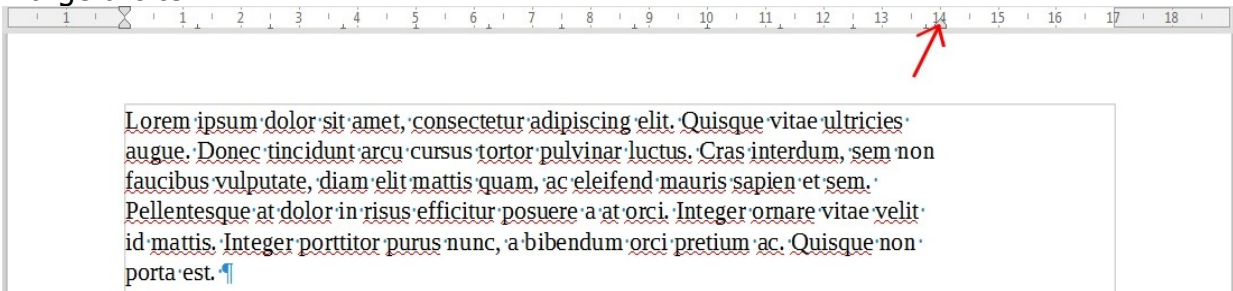 1 1 2 3 4 5 6 7 8 9 10 11 12 13 14 15 16 17 18
Lorem ipsum dolor sit amet, consectetur adipiscing elit. Quisque vitae ultricies
augue. Donec tincidunt arcu cursus tortor pulvinar luctus. Cras interdum, sem non
faucibus vulputate, diam elit mattis quam, ac eleifend mauris sapien et sem.
Pellentesque at dolor in risus efficitur posuere a at orci. Integer ornare vitae velit
id mattis. Integer porttitor purus nunc, a bibendum orci pretium ac. Quisque non
porta est. ¶